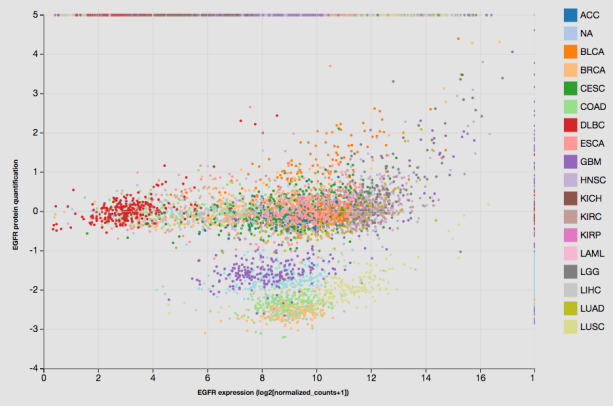 5
4
3
2
1
0
-1
-2
-3
-4
0
2
4
6
8
10
12
14
16
1
EGFR protein quantification
EGFR expression (log2[normalized_counts+1])
ACC
NA
BLCA
BRCA
CESC
COAD
DLBC
ESCA
GBM
HNSC
KICH
KIRC
KIRP
LAML
LGG
LIHC
LUAD
LUSC